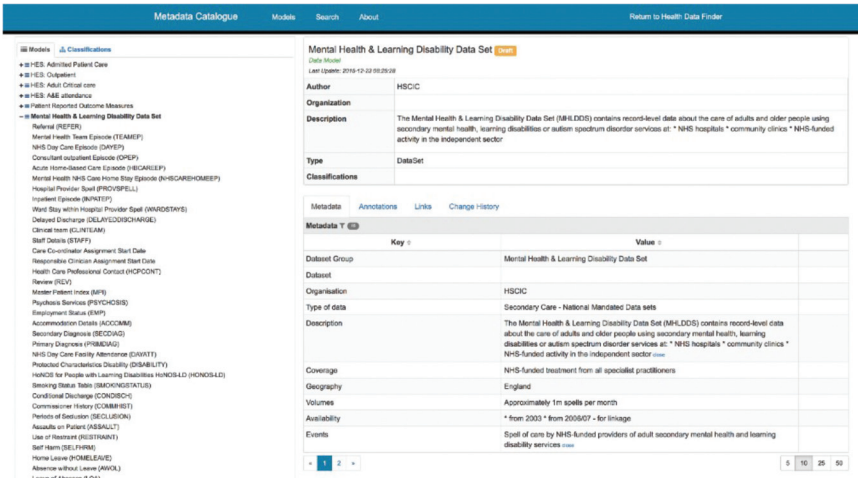 Metadata Catalogue Models Search About Return to Health Data Finder
Models Classifications
HES: Admitted Patient Care
HES: Outpatient
HES: Adult Critical care
HES: A&E attendance
Patient Reported Outcome Measures
Mental Health & Learning Disability Data Set
Referral (REFER)
Mental Health Team Episode (TEAMEP)
NHS Day Care Episode (DAYEP)
Consultant outpatient Episode (OPEP)
Acute Home-Based Care Episode (HBCAREEP)
Mental Health NHS Care Home Stay Episode (NHSCAREHOMEEP)
Hospital Provider Spell (PROVSPELL)
Inpatient Episode (INPATEP)
Ward Stay within Hospital Provider Spell (WARDSTAYS)
Delayed Discharge (DELAYEDDISCHARGE)
Clinical team (CLINTEAM)
Staff Details (STAFF)
Care Co-ordinator Assignment Start Date
Responsible Clinician Assignment Start Date
Health Care Professional Contact (HCPCONT)
Review (REV)
Master Patient Index (MPI)
Psychosis Services (PSYCHOSIS)
Employment Status (EMP)
Accommodation Details (ACCOMM)
Secondary Diagnosis (SECDIAG)
Primary Diagnosis (PRIMDIAG)
NHS Day Care Facility Attendance (DAYATT)
Protected Characteristics Disability (DISABILITY)
HoNOS for People with Learning Disabilities HoNOS-LD (HONOS-LD)
Smoking Status Table (SMOKINGSTATUS)
Conditional Discharge (CONDISCH)
Commissioner History (COMMHIST)
Periods of Seclusion (SECLUSION)
Assaults on Patient (ASSAULT)
Use of Restraint (RESTRAINT)
Self Harm (SELFHRM)
Home Leave (HOMELEAVE)
Absence without Leave (AWOL)
Mental Health & Learning Disability Data Set Draft
Data Model
Last Update:
Author HSCIC
Organization
Description The Mental Health & Learning Disability Data Set (MHLDDS) contains record-level data about the care of adults and older people using
secondary mental health, learning disabilities or autism spectrum disorder services at: * NHS hospitals * community clinics * NHS-funded
activity in the independent sector
Type DataSet
Classifications
Metadata Annotations Links Change History
Metadata
Key Value
Dataset Group Mental Health & Learning Disability Data Set
Dataset
Organisation HSCIC
Type of data Secondary Care - National Mandated Data sets
Description The Mental Health & Learning Disability Data Set (MHLDDS) contains record-level data
about the care of adults and older people using secondary mental health, learning
disabilities or autism spectrum disorder services at: * NHS hospitals * community clinics *
NHS-funded activity in the independent sector
Coverage NHS-funded treatment from all specialist practitioners
Geography England
Volumes Approximately 1m spells per month
Availability * from 2003 * from 2006/07 - for linkage
Events Spell of care by NHS-funded providers of adult secondary mental health and learning
disability services
« 1 2 » 5 10 25 50